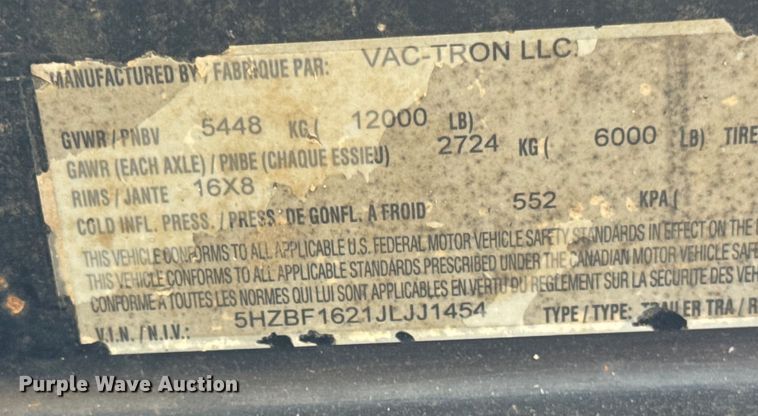 MANUFACTURED BY / FABRIQUE PAR: VAC-TRON LLC.
GVWR / PNBV 5448 KG ( 12000 LB)
GAWR (EACH AXLE) / PNBE (CHAQUE ESSIEU) 2724 KG ( 6000 LB) TIRE
RIMS / JANTE 16X8
COLD INFL. PRESS. / PRESS. DE GONFL. A FROID 552 KPA (
THIS VEHICLE CONFORMS TO ALL APPLICABLE U.S. FEDERAL MOTOR VEHICLE SAFETY STANDARDS IN EFFECT ON THE
THIS VEHICLE CONFORMS TO ALL APPLICABLE STANDARDS PRESCRIBED UNDER THE CANADIAN MOTOR VEHICLE SAF
CONFORME A TOUTES LES NORMES QUI LUI SONT APPLICABLES EN VERTU DU REGLEMENT SUR LA SECURITE DES VEH
V.I.N. / N.I.V.: 5HZBF1621JLJJ1454 TYPE / TYPE: TRAILER TRA / R
Purple Wave Auction